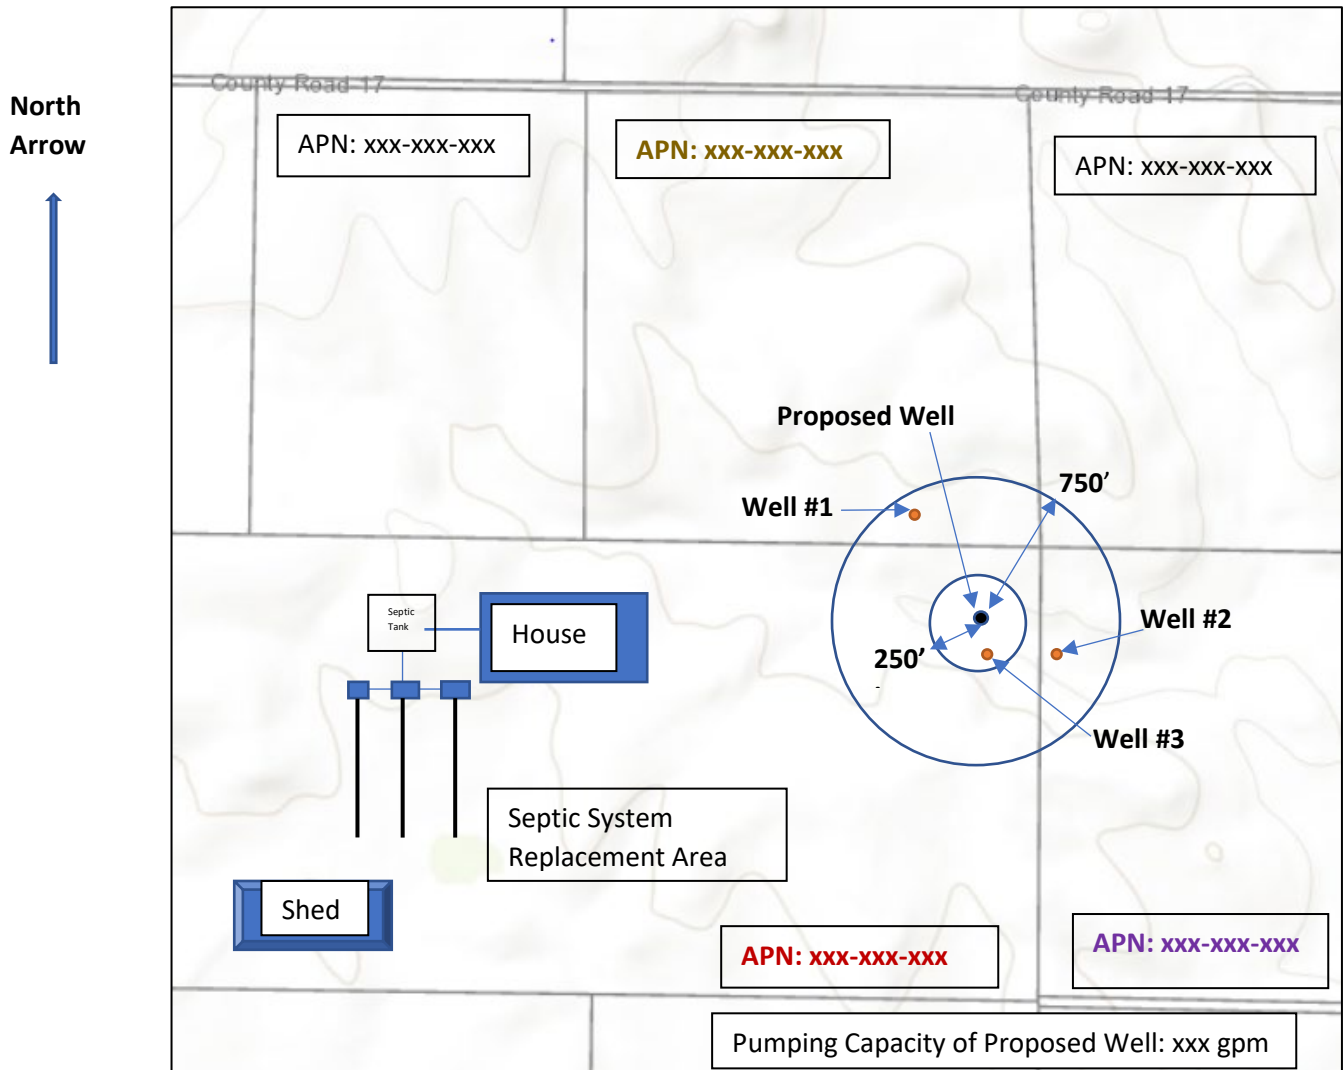 County Road 17
County Road 17
North
Arrow
APN: xxx-xxx-xxx
APN: xxx-xxx-xxx
APN: xxx-xxx-xxx
Proposed Well
750’
Well #1
Septic
Tank
House
Well #2
250’
Well #3
Septic System
Replacement Area
Shed
APN: xxx-xxx-xxx
APN: xxx-xxx-xxx
Pumping Capacity of Proposed Well: xxx gpm